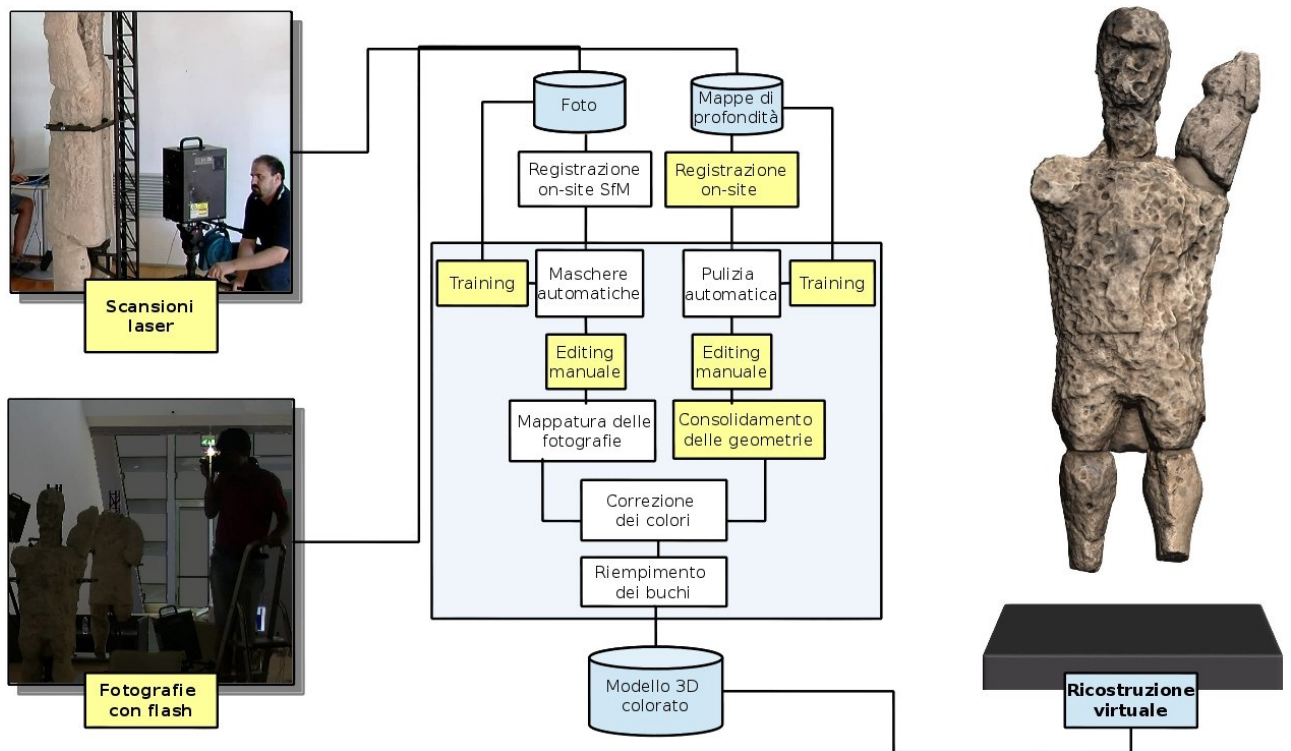 Scansioni
laser
Fotografie
con flash
Foto
Mappe di
profondità
Registrazione
on-site SfM
Registrazione
on-site
Training
Maschere
automatiche
Pulizia
automatica
Training
Editing
manuale
Editing
manuale
Mappatura delle
fotografie
Consolidamento
delle geometrie
Correzione
dei colori
Riempimento
dei buchi
Modello 3D
colorato
Ricostruzione
virtuale